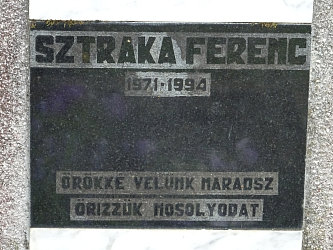 SZTRAKA FERENC
1971-1994
ÖRÖKKÉ VELÜNK MARADSZ
ŐRIZZÜK MOSOLYODAT